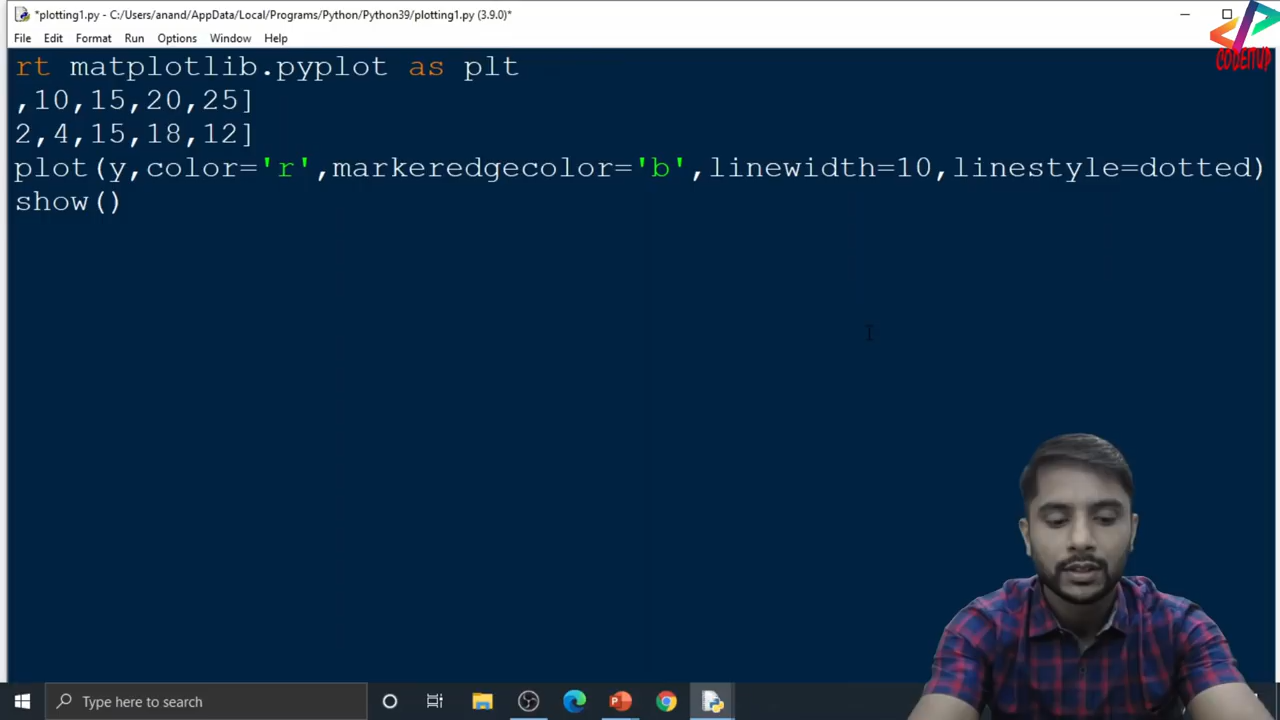 *plotting1.py - C:/Users/anand/AppData/Local/Programs/Python/Python39/plotting1.py (3.9.0)*
File Edit Format Run Options Window Help
CODEITUP
rt matplotlib.pyplot as plt
,10,15,20,25]
2,4,15,18,12]
plot(y,color='r',markeredgecolor='b',linewidth=10,linestyle=dotted)
show()
Type here to search